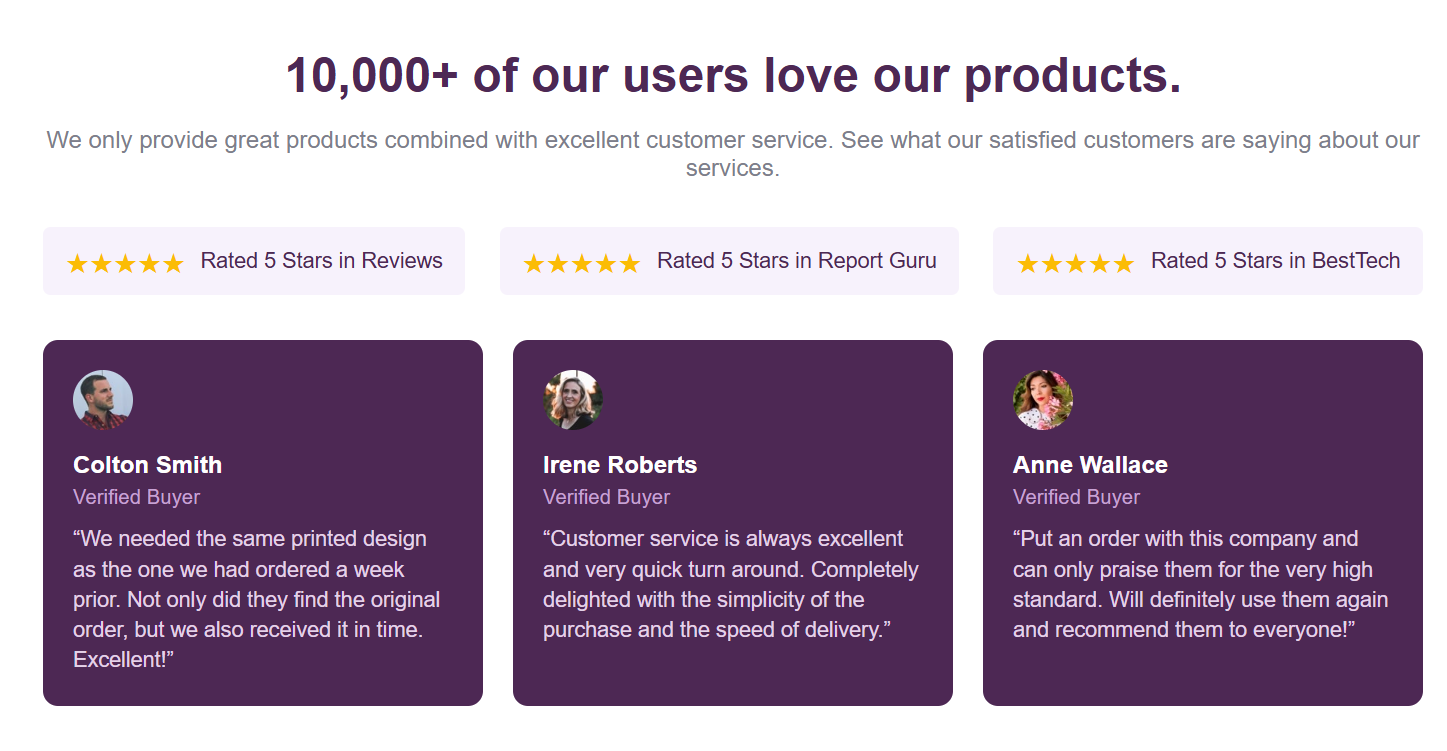 10,000+ of our users love our products.
We only provide great products combined with excellent customer service. See what our satisfied customers are saying about our
services.
Rated 5 Stars in Reviews
Rated 5 Stars in Report Guru
Rated 5 Stars in BestTech
Colton Smith
Verified Buyer
“We needed the same printed design
as the one we had ordered a week
prior. Not only did they find the original
order, but we also received it in time.
Excellent!”
Irene Roberts
Verified Buyer
“Customer service is always excellent
and very quick turn around. Completely
delighted with the simplicity of the
purchase and the speed of delivery.”
Anne Wallace
Verified Buyer
“Put an order with this company and
can only praise them for the very high
standard. Will definitely use them again
and recommend them to everyone!”